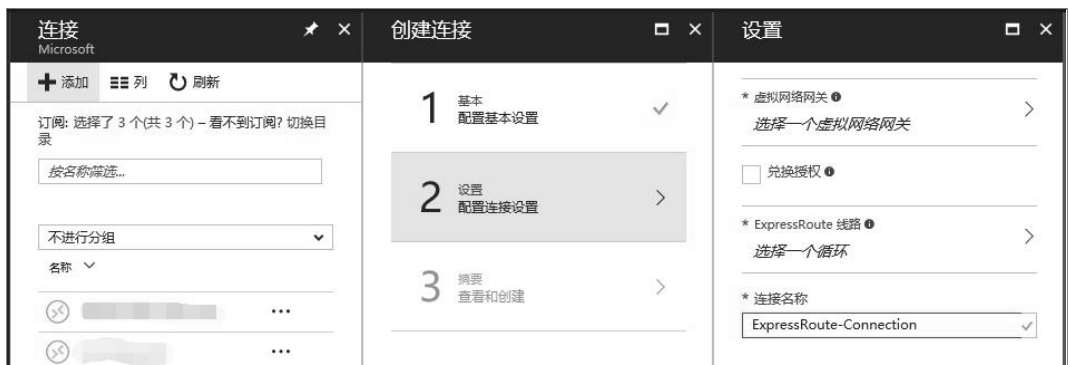 连接
Microsoft
添加 列 刷新
订阅: 选择了 3 个(共 3 个) – 看不到订阅? 切换目
录
按名称筛选...
不进行分组
名称
创建连接
1 基本
配置基本设置
2 设置
配置连接设置
3 摘要
查看和创建
设置
* 虚拟网络网关
选择一个虚拟网络网关
兑换授权
* ExpressRoute 线路
选择一个循环
* 连接名称
ExpressRoute-Connection